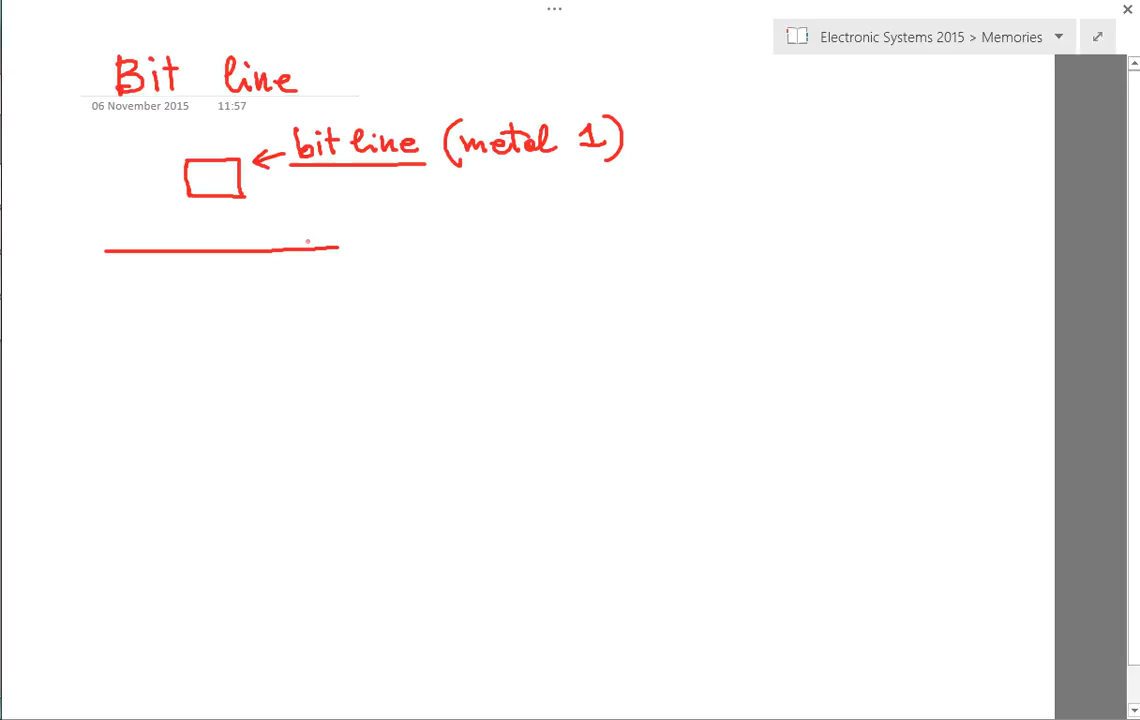 Electronic Systems 2015 > Memories
Bit line
06 November 2015 11:57
bit line (metal 1)